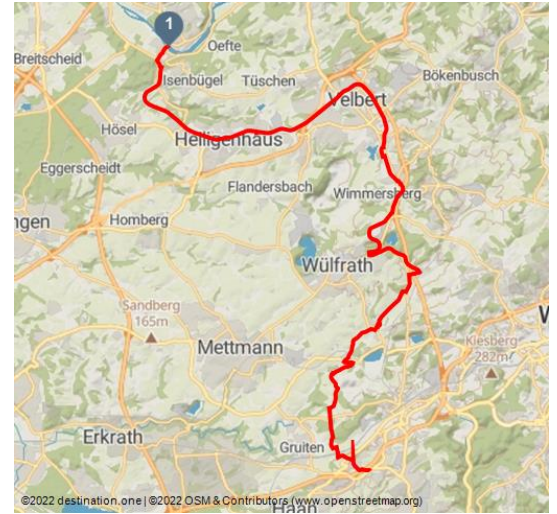 1
Oefte
Breitscheid
Isenbügel
Tüschen
Bökenbusch
Velbert
Hösel
Heiligenhaus
Eggerscheidt
Flandersbach
Wimmersberg
ngen
Homberg
Wülfrath
Sandberg
165m
W
Kiesberg
282m
Mettmann
Erkrath
Gruiten
Haan
©2022 destination.one | ©2022 OSM & Contributors (www.openstreetmap.org)